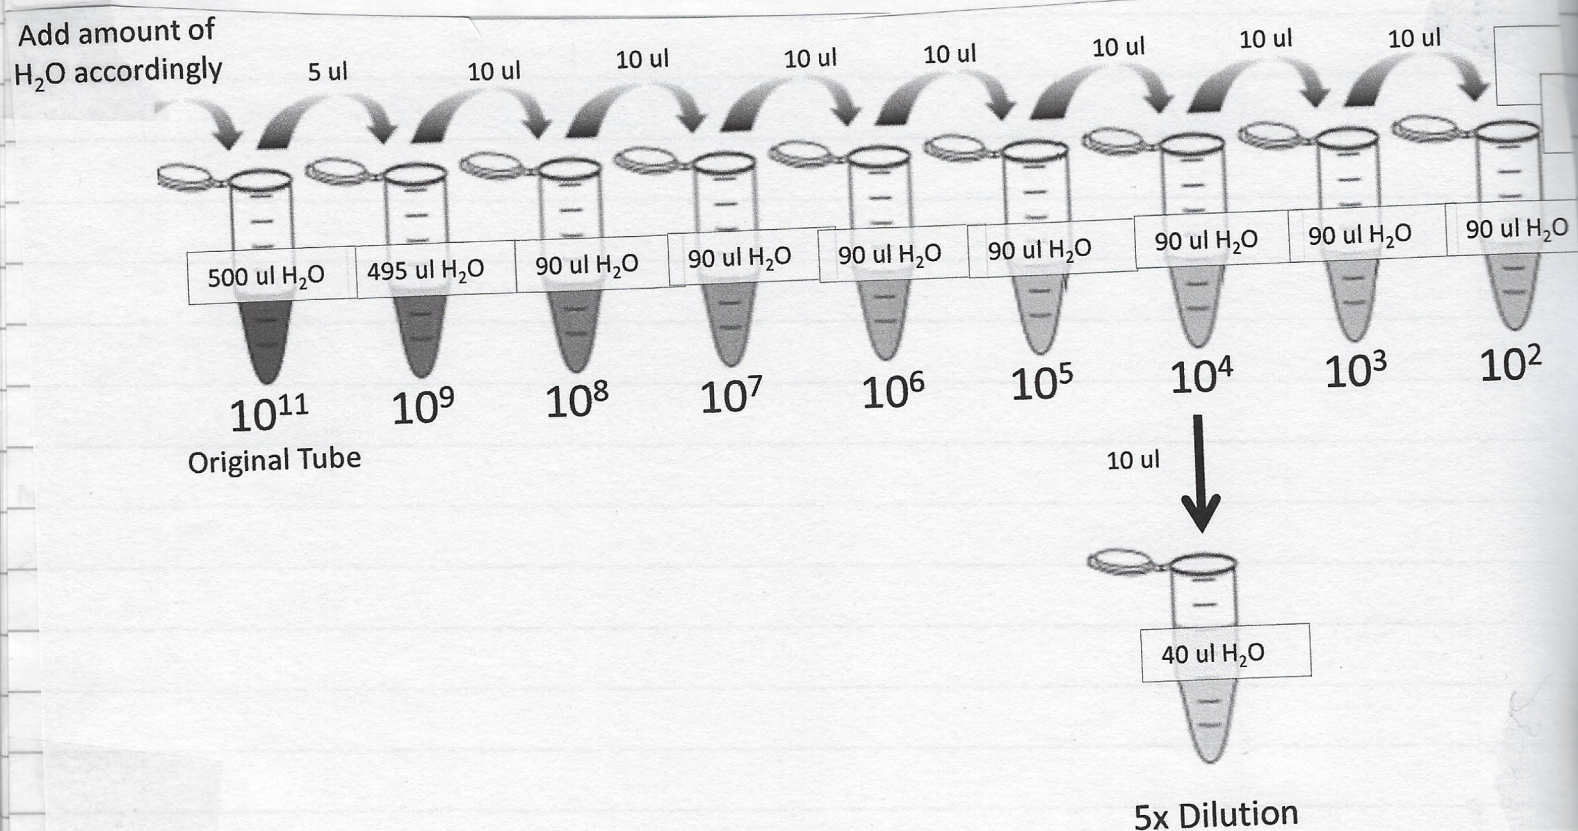 Add amount of
H₂O accordingly
5 ul
10 ul
10 ul
10 ul
10 ul
10 ul
10 ul
10 ul
500 ul H₂O
495 ul H₂O
90 ul H₂O
90 ul H₂O
90 ul H₂O
90 ul H₂O
90 ul H₂O
90 ul H₂O
90 ul H₂O
10¹¹
10⁹
10⁸
10⁷
10⁶
10⁵
10⁴
10³
10²
Original Tube
10 ul
40 ul H₂O
5x Dilution